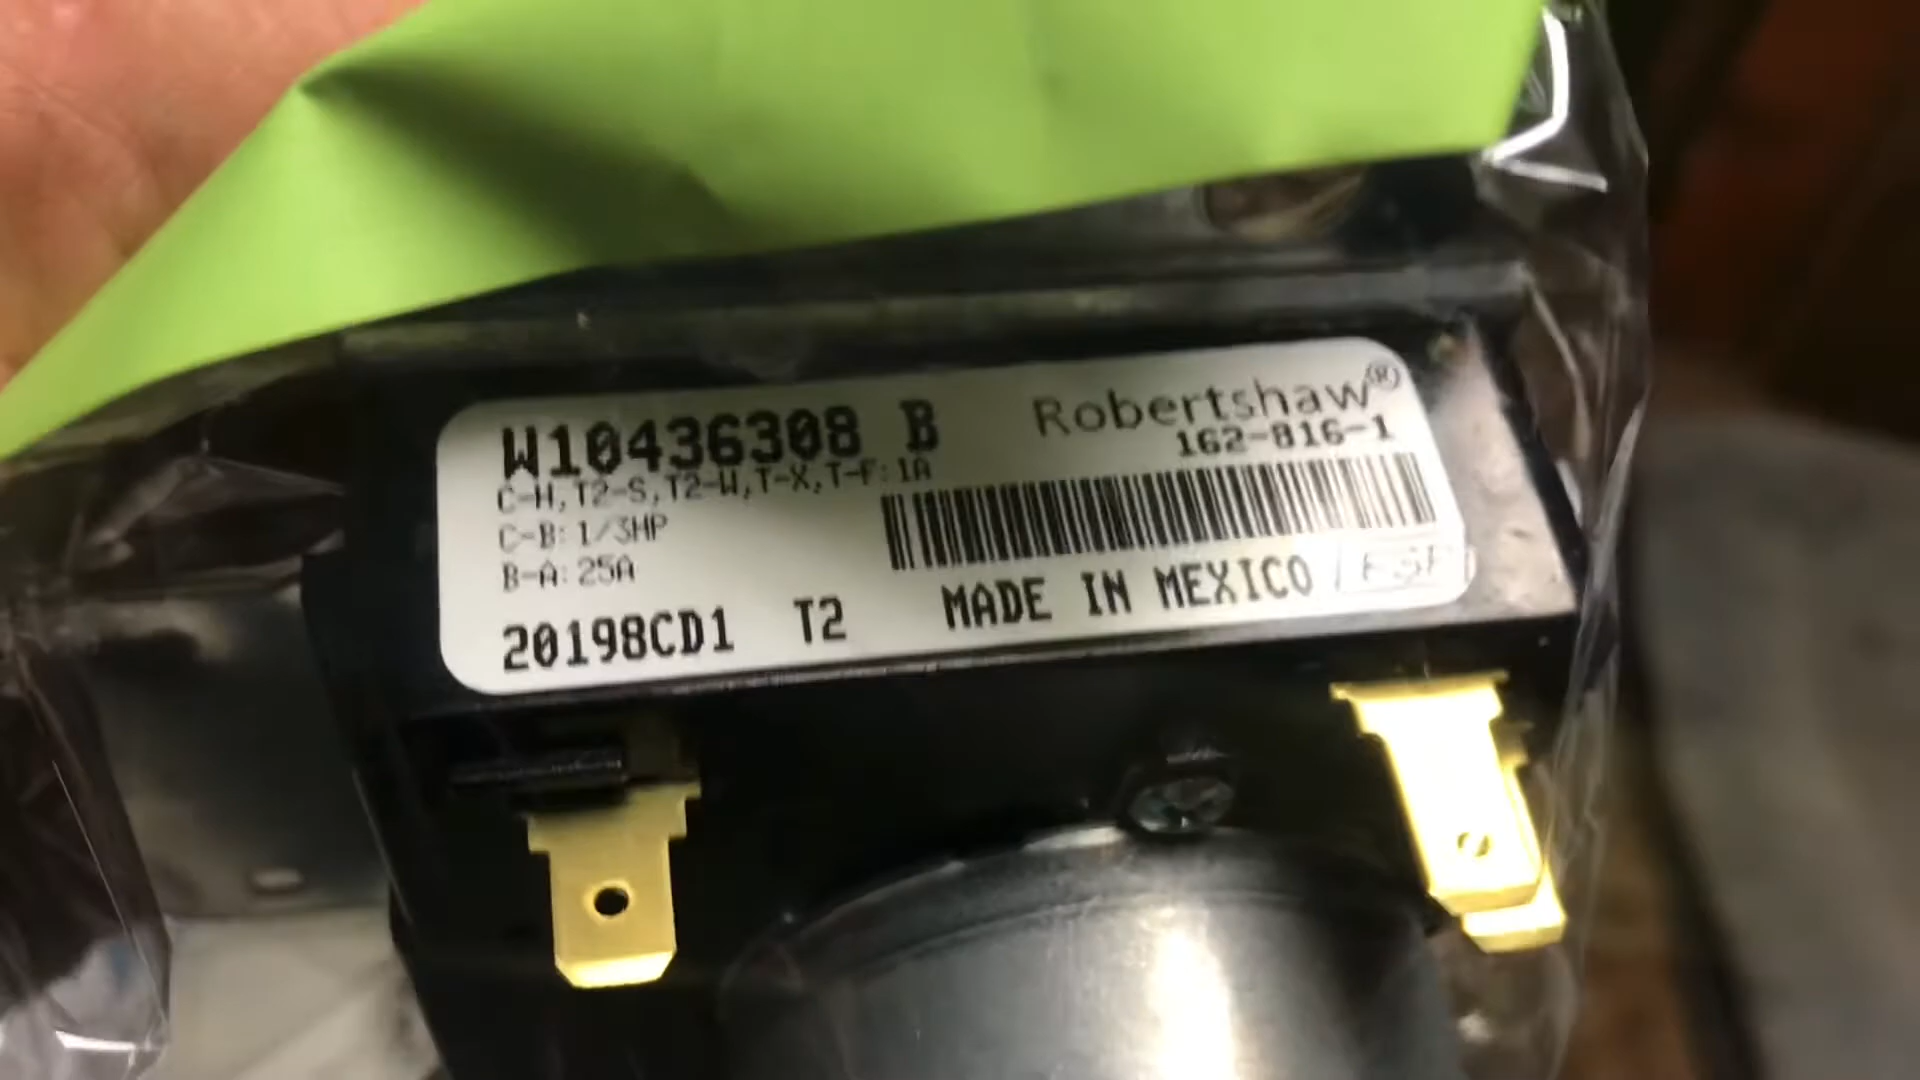 W10436308 B
Robertshaw®
162-816-1
C-H,T2-S,T2-W,T-X,T-F:1A
C-B:1/3HP
B-A:25A
20198CD1 T2 MADE IN MEXICO